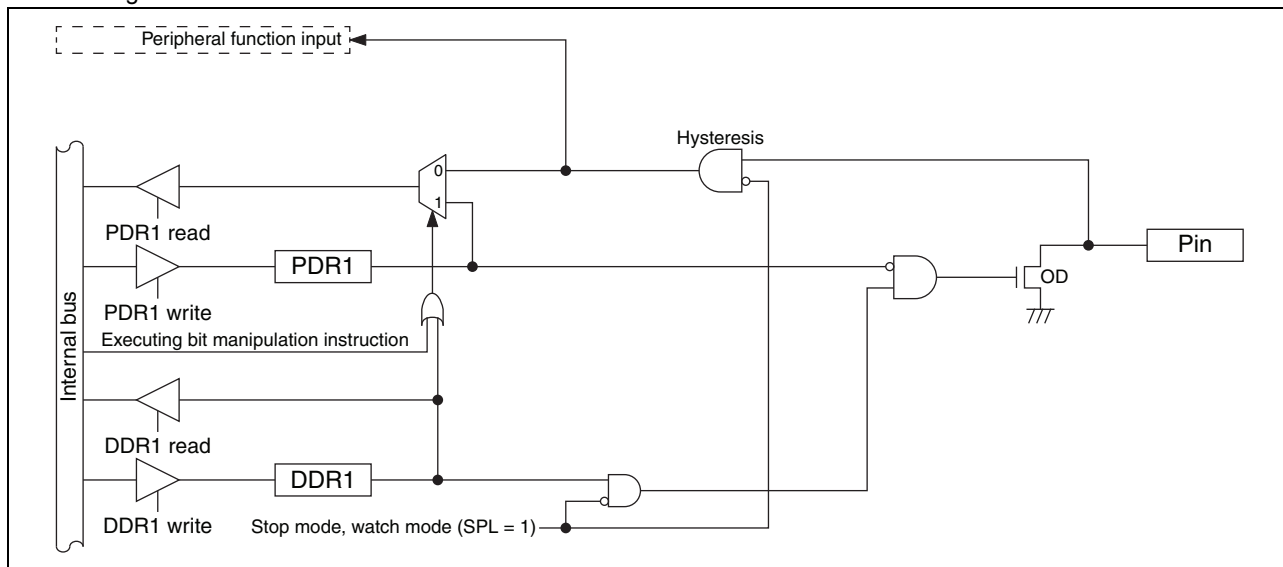 Peripheral function input
Hysteresis
0
1
PDR1 read
Pin
PDR1
OD
PDR1 write
Executing bit manipulation instruction
Internal bus
DDR1 read
DDR1
DDR1 write
Stop mode, watch mode (SPL = 1)